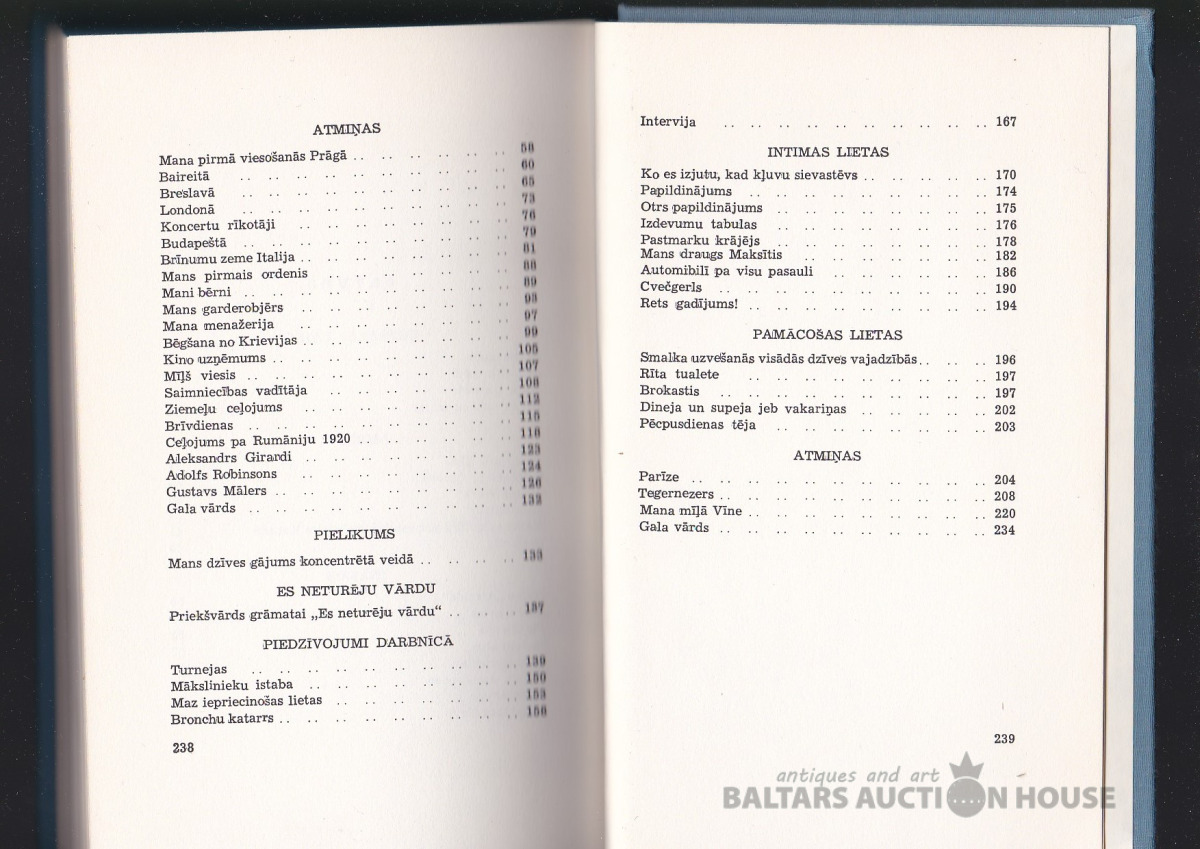 ATMIŅAS
Mana pirmā viesošanās Prāgā .. .. .. .. .. .. 58
Baireitā .. .. .. .. .. .. .. .. .. .. 60
Breslavā .. .. .. .. .. .. .. .. .. .. 65
Londonā .. .. .. .. .. .. .. .. .. .. 73
Koncertu rīkotāji .. .. .. .. .. .. .. .. 76
Budapeštā .. .. .. .. .. .. .. .. .. .. 79
Brīnumu zeme Italija .. .. .. .. .. .. .. .. 81
Mans pirmais ordenis .. .. .. .. .. .. .. 88
Mani bērni .. .. .. .. .. .. .. .. .. .. 89
Mans garderobjērs .. .. .. .. .. .. .. .. 93
Mana menažerija .. .. .. .. .. .. .. .. 97
Bēgšana no Krievijas .. .. .. .. .. .. .. .. 99
Kino uzņēmums .. .. .. .. .. .. .. .. .. 105
Mīļš viesis .. .. .. .. .. .. .. .. .. .. 107
Saimniecības vadītāja .. .. .. .. .. .. .. 108
Ziemeļu ceļojums .. .. .. .. .. .. .. .. 112
Brīvdienas .. .. .. .. .. .. .. .. .. .. 115
Ceļojums pa Rumāniju 1920 .. .. .. .. .. .. 118
Aleksandrs Girardi .. .. .. .. .. .. .. .. 123
Adolfs Robinsons .. .. .. .. .. .. .. .. 124
Gustavs Mālers .. .. .. .. .. .. .. .. .. 126
Gala vārds .. .. .. .. .. .. .. .. .. .. 132
PIELIKUMS
Mans dzīves gājums koncentrētā veidā .. .. .. .. 133
ES NETURĒJU VĀRDU
Priekšvārds grāmatai „Es neturēju vārdu“ .. .. .. 137
PIEDZĪVOJUMI DARBNĪCĀ
Turnejas .. .. .. .. .. .. .. .. .. .. 139
Mākslinieku istaba .. .. .. .. .. .. .. .. 150
Maz iepriecinošas lietas .. .. .. .. .. .. .. 153
Bronchu katarrs .. .. .. .. .. .. .. .. .. 156
238
Intervija .. .. .. .. .. .. .. .. .. .. 167
INTIMAS LIETAS
Ko es izjutu, kad kļuvu sievastēvs .. .. .. .. .. 170
Papildinājums .. .. .. .. .. .. .. .. .. 174
Otrs papildinājums .. .. .. .. .. .. .. .. 175
Izdevumu tabulas .. .. .. .. .. .. .. .. 176
Pastmarku krājējs .. .. .. .. .. .. .. .. 178
Mans draugs Maksītis .. .. .. .. .. .. .. 182
Automibilī pa visu pasauli .. .. .. .. .. .. 186
Cvečgerls .. .. .. .. .. .. .. .. .. .. 190
Rets gadījums! .. .. .. .. .. .. .. .. .. 194
PAMĀCOŠAS LIETAS
Smalka uzvešanās visādās dzīves vajadzībās .. .. .. 196
Rīta tualete .. .. .. .. .. .. .. .. .. 197
Brokastis .. .. .. .. .. .. .. .. .. .. 197
Dineja un supeja jeb vakariņas .. .. .. .. .. 202
Pēcpusdienas tēja .. .. .. .. .. .. .. .. 203
ATMIŅAS
Parīze .. .. .. .. .. .. .. .. .. .. .. 204
Tegernezers .. .. .. .. .. .. .. .. .. .. 208
Mana mīļā Vīne .. .. .. .. .. .. .. .. .. 220
Gala vārds .. .. .. .. .. .. .. .. .. .. 234
239
antiques and art
BALTARS AUCTION HOUSE